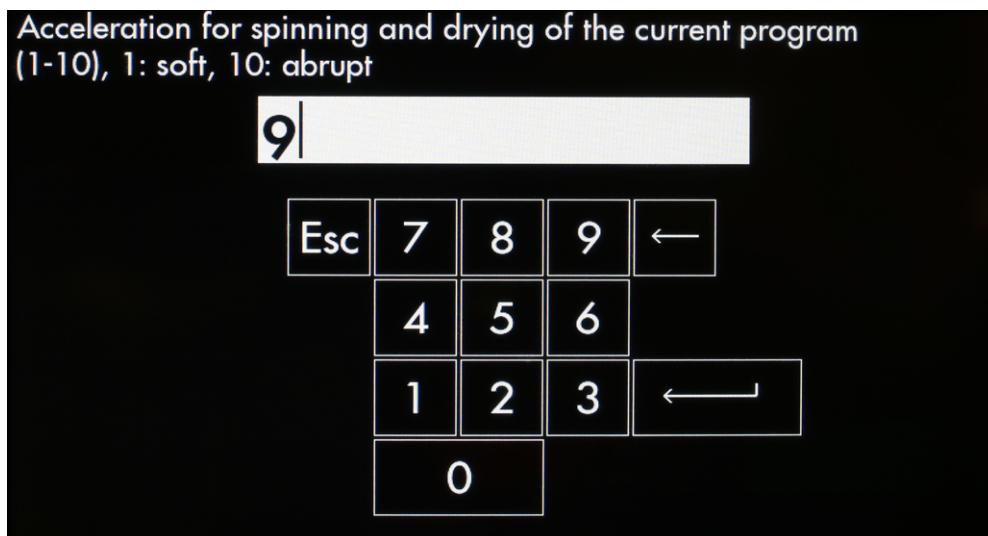 Acceleration for spinning and drying of the current program
(1-10), 1: soft, 10: abrupt
9
Esc 7 8 9 ←
4 5 6
1 2 3
0